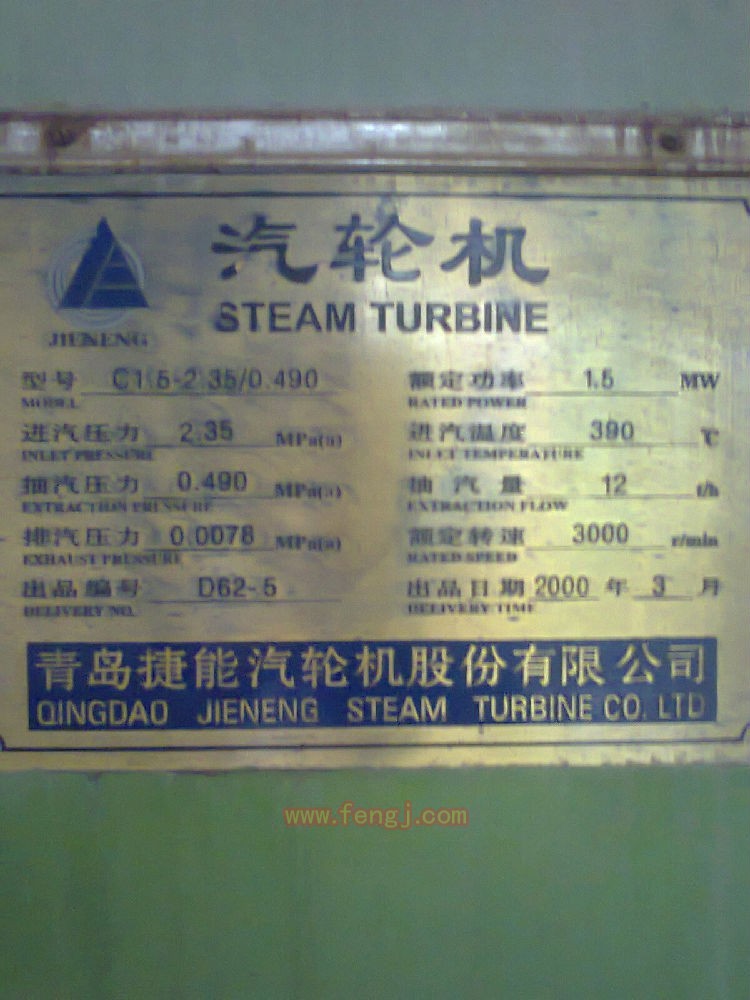 汽轮机
STEAM TURBINE
JIENENG
型号 C1.5-2.35/0.490 额定功率 1.5 MW
MODEL RATED POWER
进汽压力 2.35 MPa(a) 进汽温度 390 ℃
INLET PRESSURE INLET TEMPERATURE
抽汽压力 0.490 MPa(a) 抽汽量 12 t/h
EXTRACTION PRESSURE EXTRACTION FLOW
排汽压力 0.0078 MPa(a) 额定转速 3000 r/min
EXHAUST PRESSURE RATED SPEED
出品编号 D62-5 出品日期 2000 年 3 月
DELIVERY NO. DELIVERY TIME
青岛捷能汽轮机股份有限公司
QINGDAO JIENENG STEAM TURBINE CO. LTD
www.fengj.com